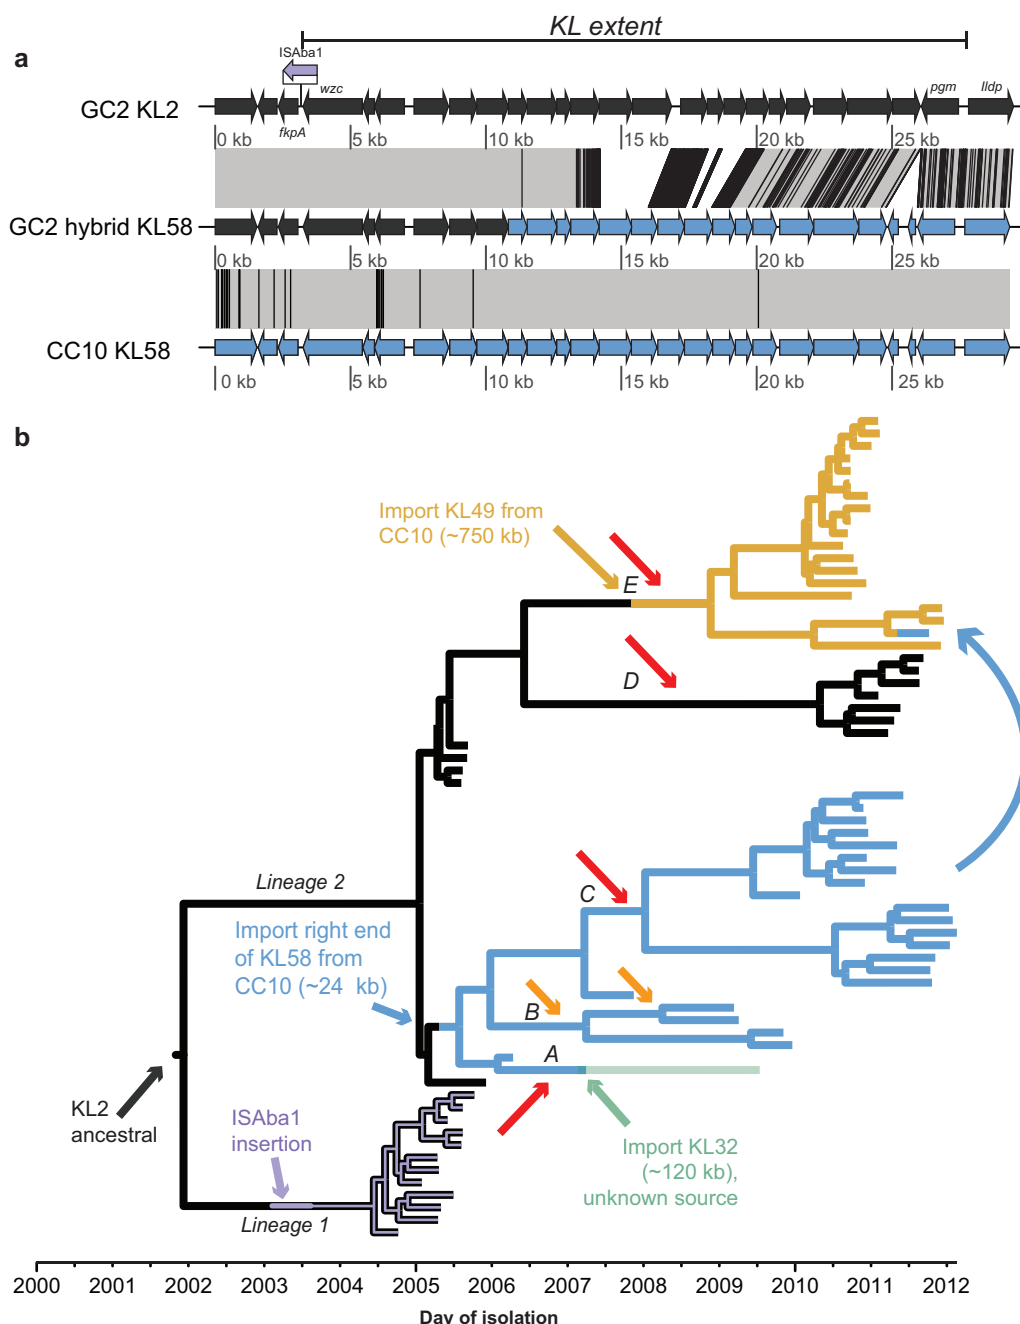 KL extent
a
ISAba1
wzc
pgm
lldp
GC2 KL2
fkpA
0 kb
5 kb
10 kb
15 kb
20 kb
25 kb
GC2 hybrid KL58
0 kb
5 kb
10 kb
15 kb
20 kb
25 kb
CC10 KL58
0 kb
5 kb
10 kb
15 kb
20 kb
25 kb
b
Import KL49 from
CC10 (~750 kb)
E
D
Lineage 2
C
Import right end
of KL58 from
CC10 (~24 kb)
B
A
KL2
ancestral
ISAba1
insertion
Import KL32
(~120 kb),
unknown source
Lineage 1
2000 2001 2002 2003 2004 2005 2006 2007 2008 2009 2010 2011 2012
Day of isolation